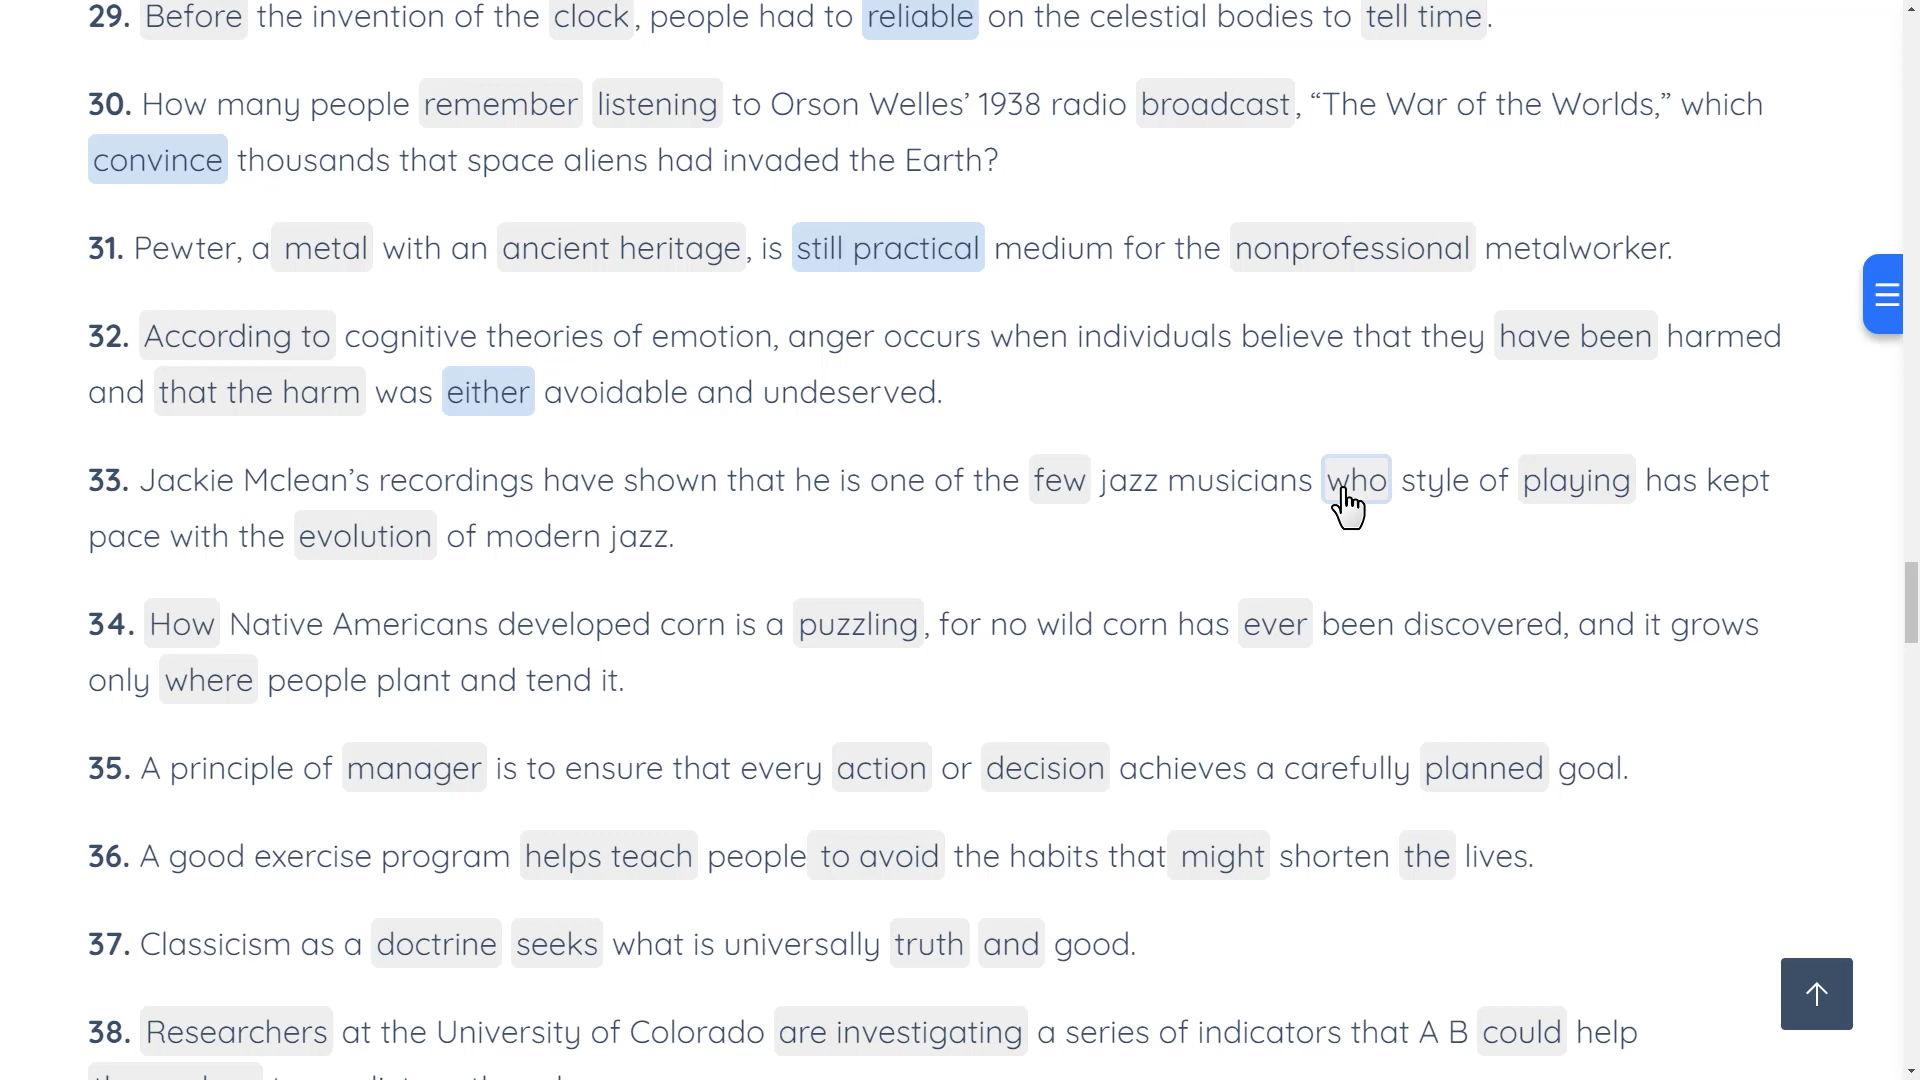 29. Before the invention of the clock, people had to reliable on the celestial bodies to tell time.
30. How many people remember listening to Orson Welles’ 1938 radio broadcast, “The War of the Worlds,” which
convince thousands that space aliens had invaded the Earth?
31. Pewter, a metal with an ancient heritage, is still practical medium for the nonprofessional metalworker.
32. According to cognitive theories of emotion, anger occurs when individuals believe that they have been harmed
and that the harm was either avoidable and undeserved.
33. Jackie Mclean’s recordings have shown that he is one of the few jazz musicians who style of playing has kept
pace with the evolution of modern jazz.
34. How Native Americans developed corn is a puzzling, for no wild corn has ever been discovered, and it grows
only where people plant and tend it.
35. A principle of manager is to ensure that every action or decision achieves a carefully planned goal.
36. A good exercise program helps teach people to avoid the habits that might shorten the lives.
37. Classicism as a doctrine seeks what is universally truth and good.
38. Researchers at the University of Colorado are investigating a series of indicators that A B could help